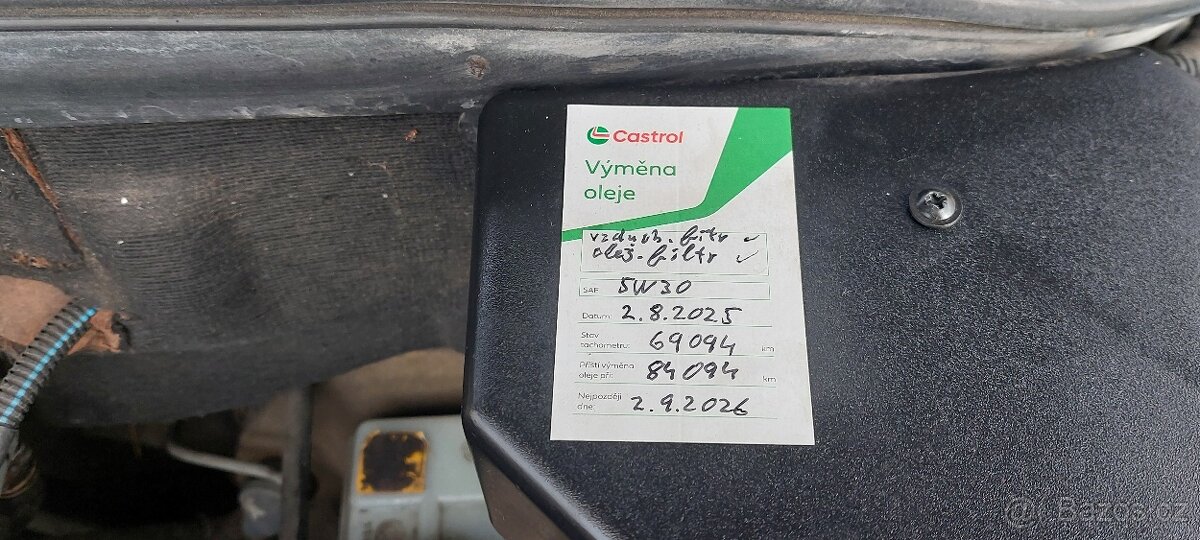 Castrol
Výměna
oleje
vzduch. filtr ✓
olej. filtr ✓
SAE 5W30
Datum: 2.8.2025
Stav
tachometru: 69094 km
Příští výměna
oleje při: 84094 km
Nejpozději
dne: 2.9.2026
Bazos.cz